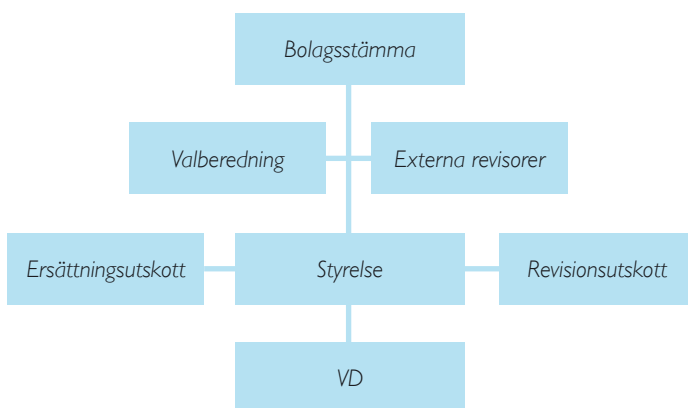 Bolagsstämma
Valberedning
Externa revisorer
Ersättningsutskott
Styrelse
Revisionsutskott
VD